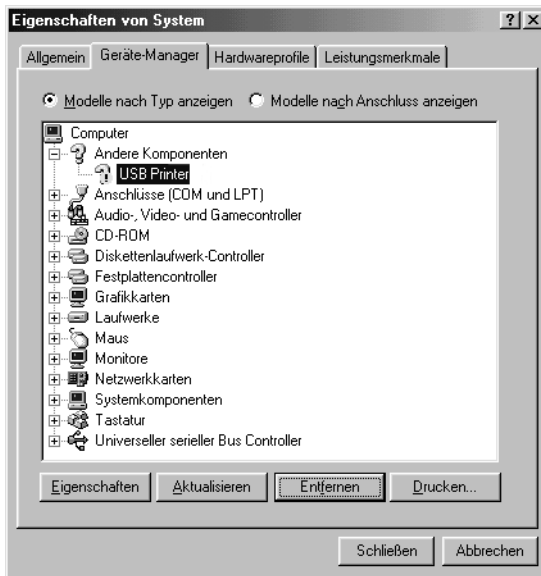 Eigenschaften von System
Allgemein Geräte-Manager Hardwareprofile Leistungsmerkmale
Modelle nach Typ anzeigen Modelle nach Anschluss anzeigen
Computer
Andere Komponenten
USB Printer
Anschlüsse (COM und LPT)
Audio-, Video- und Gamecontroller
CD-ROM
Diskettenlaufwerk-Controller
Festplattencontroller
Grafikkarten
Laufwerke
Maus
Monitore
Netzwerkkarten
Systemkomponenten
Tastatur
Universeller serieller Bus Controller
Eigenschaften Aktualisieren Entfernen Drucken...
Schließen Abbrechen